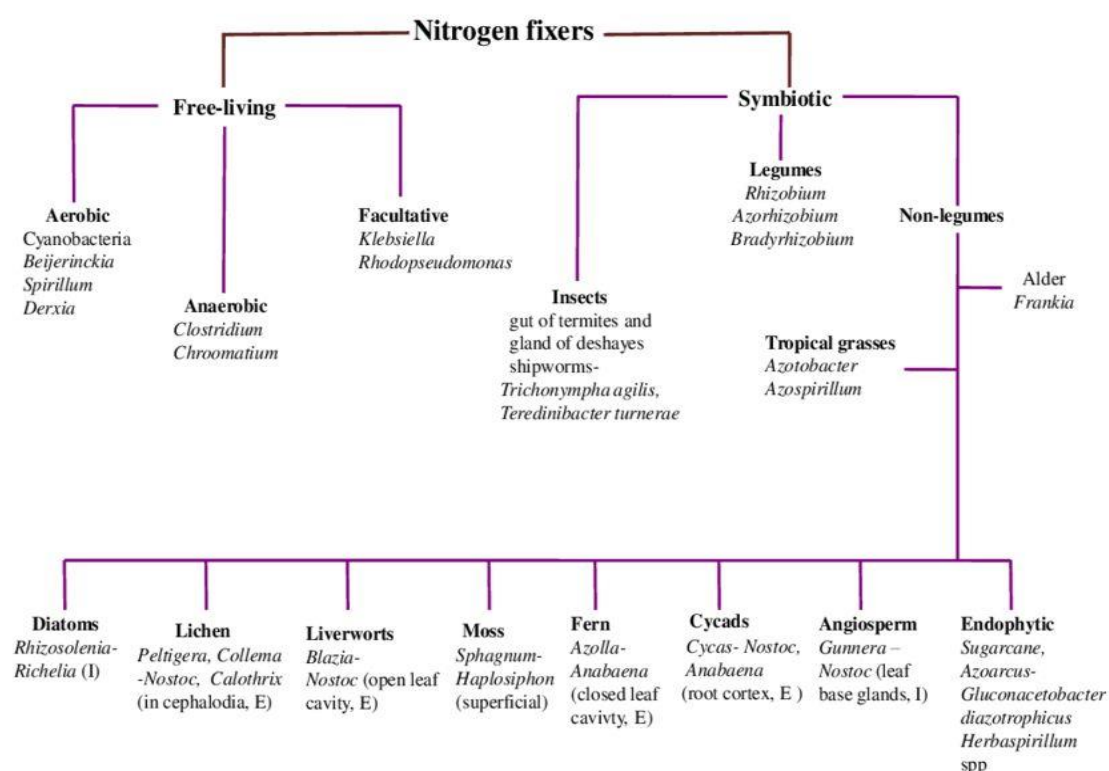 Nitrogen fixers
Free-living
Symbiotic
Aerobic
Cyanobacteria
Beijerinckia
Spirillum
Derxia
Anaerobic
Clostridium
Chroomatium
Facultative
Klebsiella
Rhodopseudomonas
Insects
gut of termites and
gland of deshayes
shipworms-
Trichonympha agilis,
Teredinibacter turnerae
Legumes
Rhizobium
Azorhizobium
Bradyrhizobium
Non-legumes
Alder
Frankia
Tropical grasses
Azotobacter
Azospirillum
Diatoms
Rhizosolenia-
Richelia (I)
Lichen
Peltigera, Collema
-Nostoc, Calothrix
(in cephalodia, E)
Liverworts
Blazia-
Nostoc (open leaf
cavity, E)
Moss
Sphagnum-
Haplosiphon
(superficial)
Fern
Azolla-
Anabaena
(closed leaf
cavivty, E)
Cycads
Cycas- Nostoc,
Anabaena
(root cortex, E )
Angiosperm
Gunnera –
Nostoc (leaf
base glands, I)
Endophytic
Sugarcane,
Azoarcus-
Gluconacetobacter
diazotrophicus
Herbaspirillum
spp